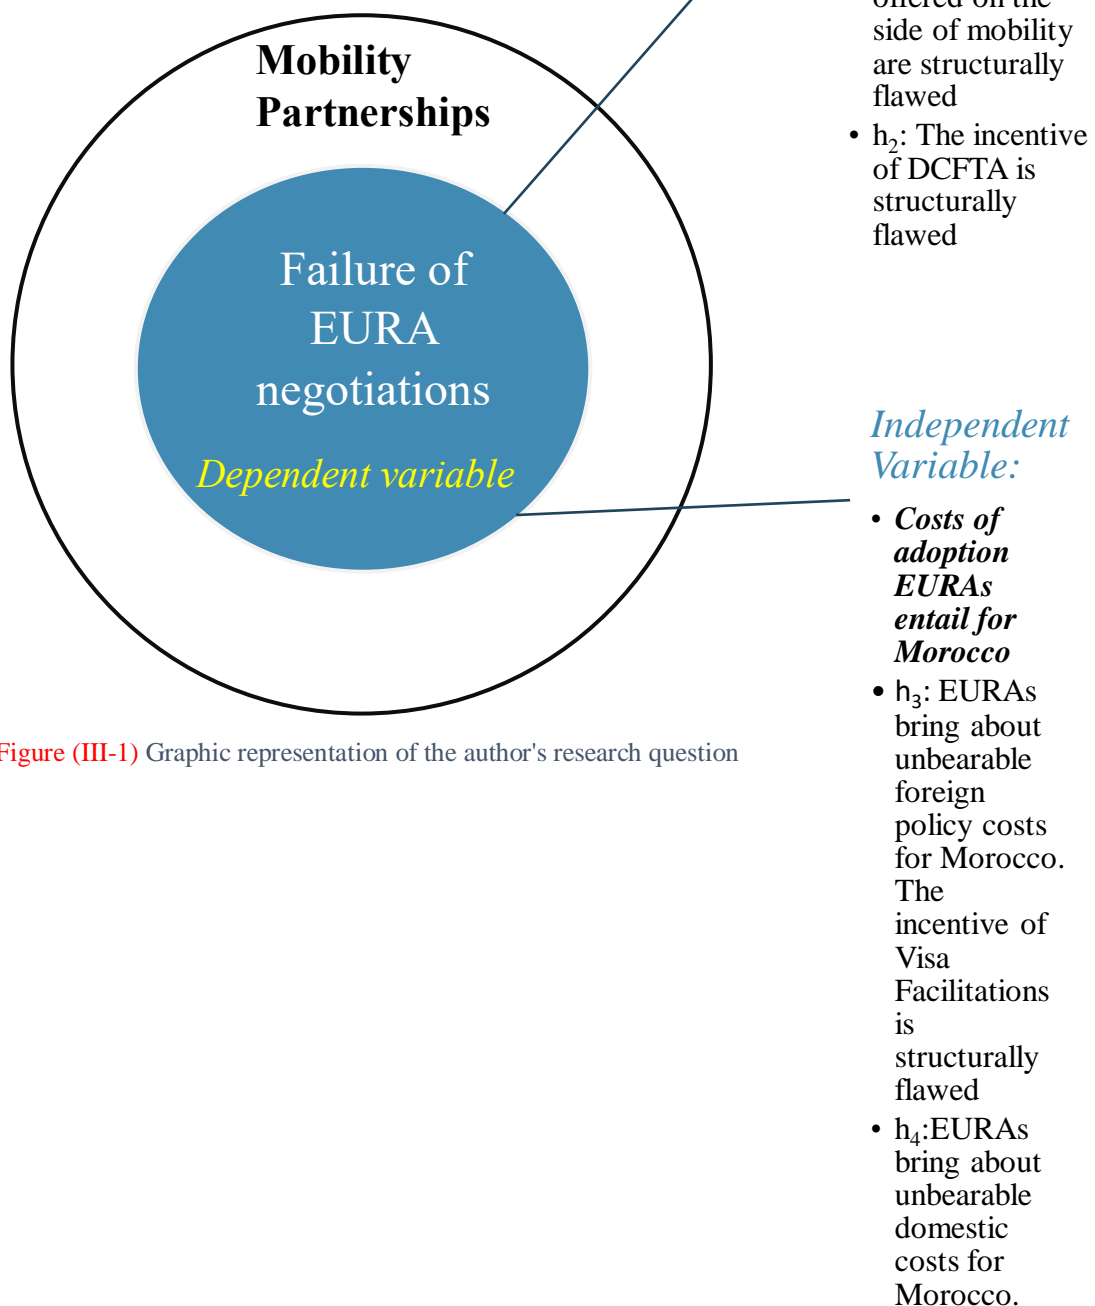 Mobility
Partnerships
Failure of
EURA
negotiations
Dependent variable
offered on the
side of mobility
are structurally
flawed
• h₂: The incentive
of DCFTA is
structurally
flawed
Independent
Variable:
• Costs of
adoption
EURAs
entail for
Morocco
• h₃: EURAs
bring about
unbearable
foreign
policy costs
for Morocco.
The
incentive of
Visa
Facilitations
is
structurally
flawed
• h₄:EURAs
bring about
unbearable
domestic
costs for
Morocco.
Figure (III-1) Graphic representation of the author's research question